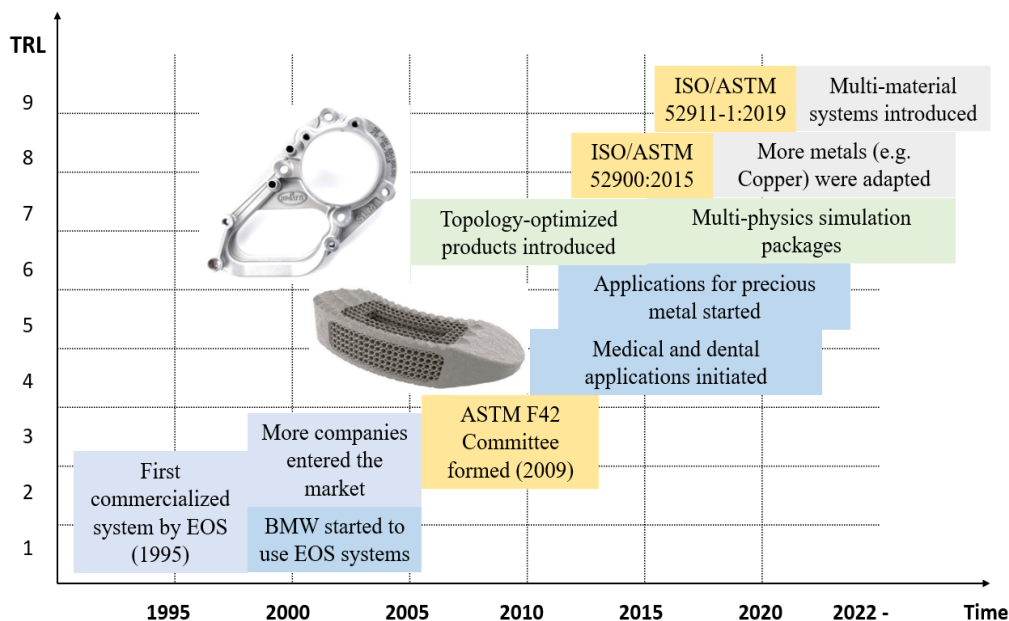 TRL
9
8
7
6
5
4
3
2
1
ISO/ASTM
52911-1:2019
Multi-material
systems introduced
ISO/ASTM
52900:2015
More metals (e.g.
Copper) were adapted
Topology-optimized
products introduced
Multi-physics simulation
packages
Applications for precious
metal started
Medical and dental
applications initiated
ASTM F42
Committee
formed (2009)
More companies
entered the
market
First
commercialized
system by EOS
(1995)
BMW started to
use EOS systems
1995
2000
2005
2010
2015
2020
2022 -
Time